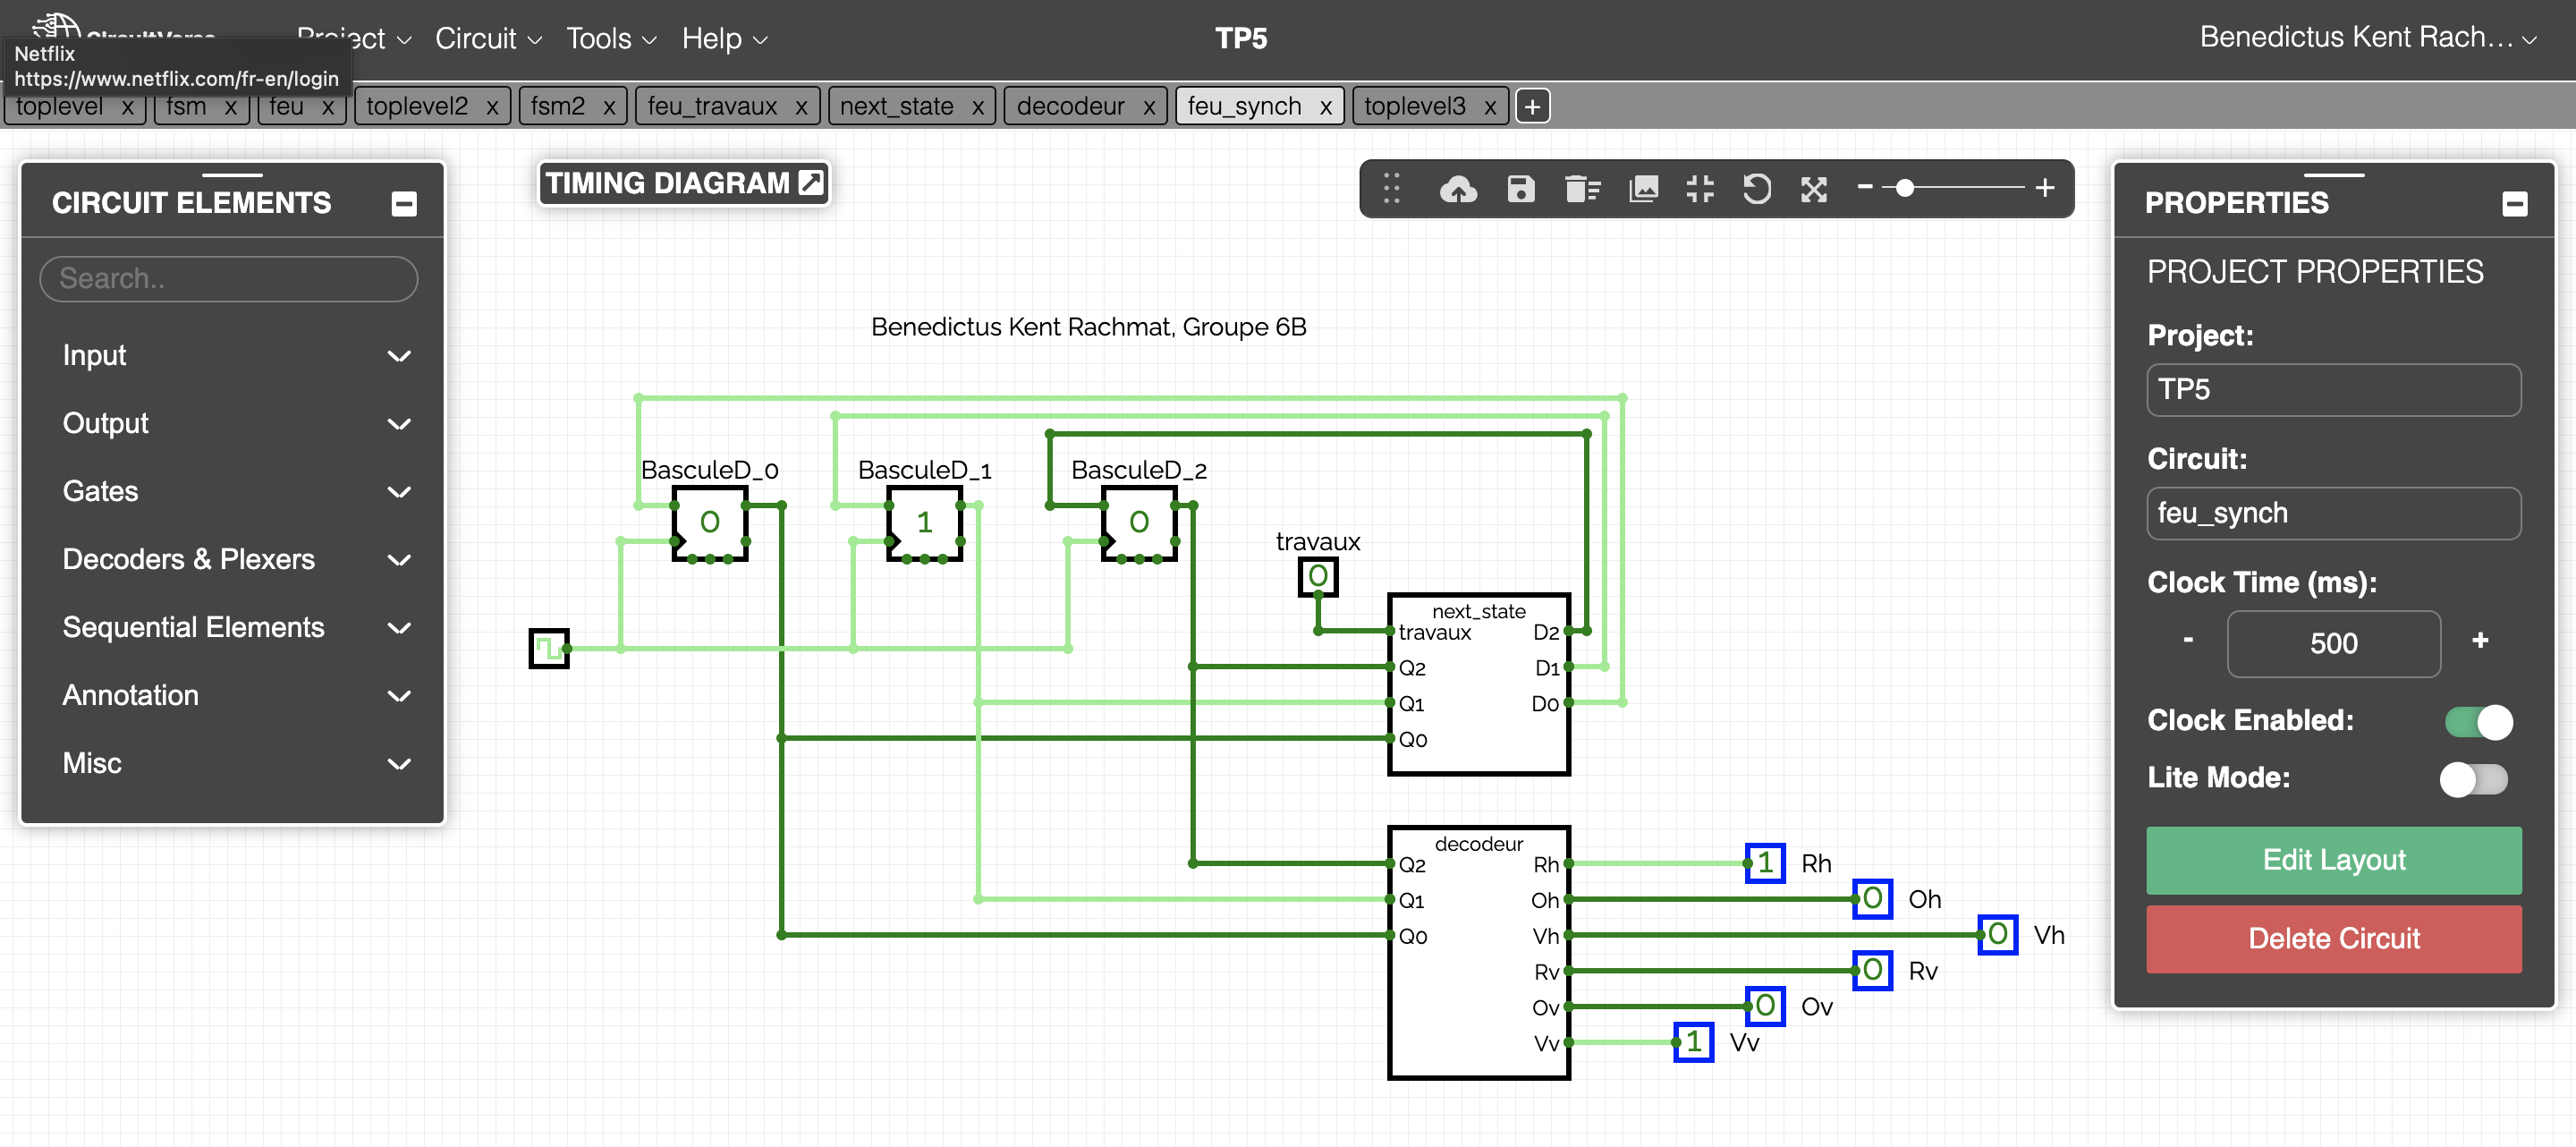 Project Circuit Tools Help
TP5
Benedictus Kent Rach...
Netflix
https://www.netflix.com/fr-en/login
toplevel x fsm x feu x toplevel2 x fsm2 x feu_travaux x next_state x decodeur x feu_synch x toplevel3 x +
CIRCUIT ELEMENTS
Search..
Input
Output
Gates
Decoders & Plexers
Sequential Elements
Annotation
Misc
TIMING DIAGRAM
Benedictus Kent Rachmat, Groupe 6B
BasculeD_0 BasculeD_1 BasculeD_2
0 1 0
travaux
0
next_state
travaux D2
Q2 D1
Q1 D0
Q0
decodeur
Q2 Rh 1 Rh
Q1 Oh 0 Oh
Q0 Vh 0 Vh
Rv 0 Rv
Ov 0 Ov
Vv 1 Vv
PROPERTIES
PROJECT PROPERTIES
Project:
TP5
Circuit:
feu_synch
Clock Time (ms):
- 500 +
Clock Enabled:
Lite Mode:
Edit Layout
Delete Circuit